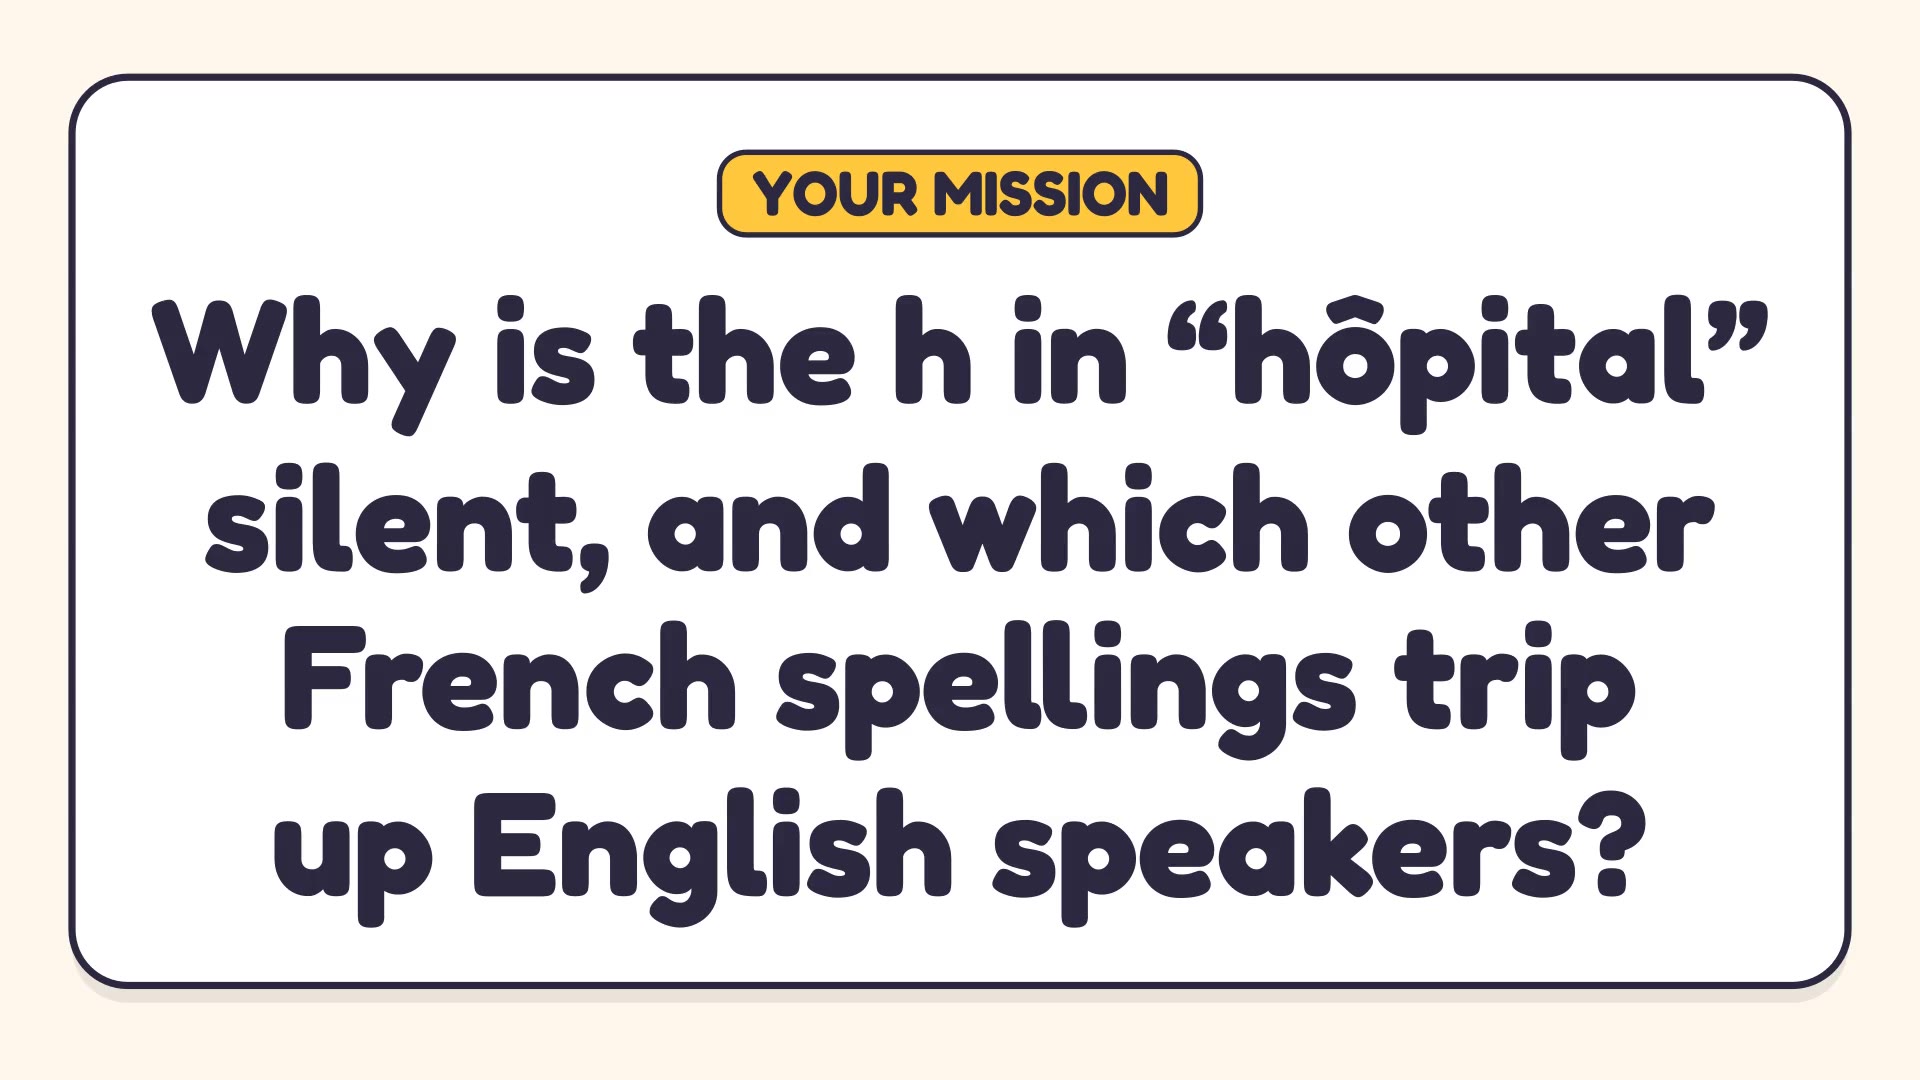 YOUR MISSION
Why is the h in “hôpital”
silent, and which other
French spellings trip
up English speakers?